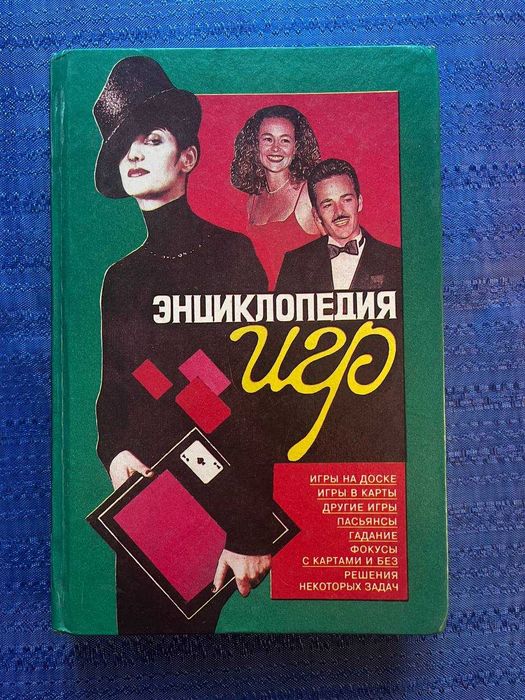 ЭНЦИКЛОПЕДИЯ
игр
ИГРЫ НА ДОСКЕ
ИГРЫ В КАРТЫ
ДРУГИЕ ИГРЫ
ПАСЬЯНСЫ
ГАДАНИЕ
ФОКУСЫ
С КАРТАМИ И БЕЗ
РЕШЕНИЯ
НЕКОТОРЫХ ЗАДАЧ